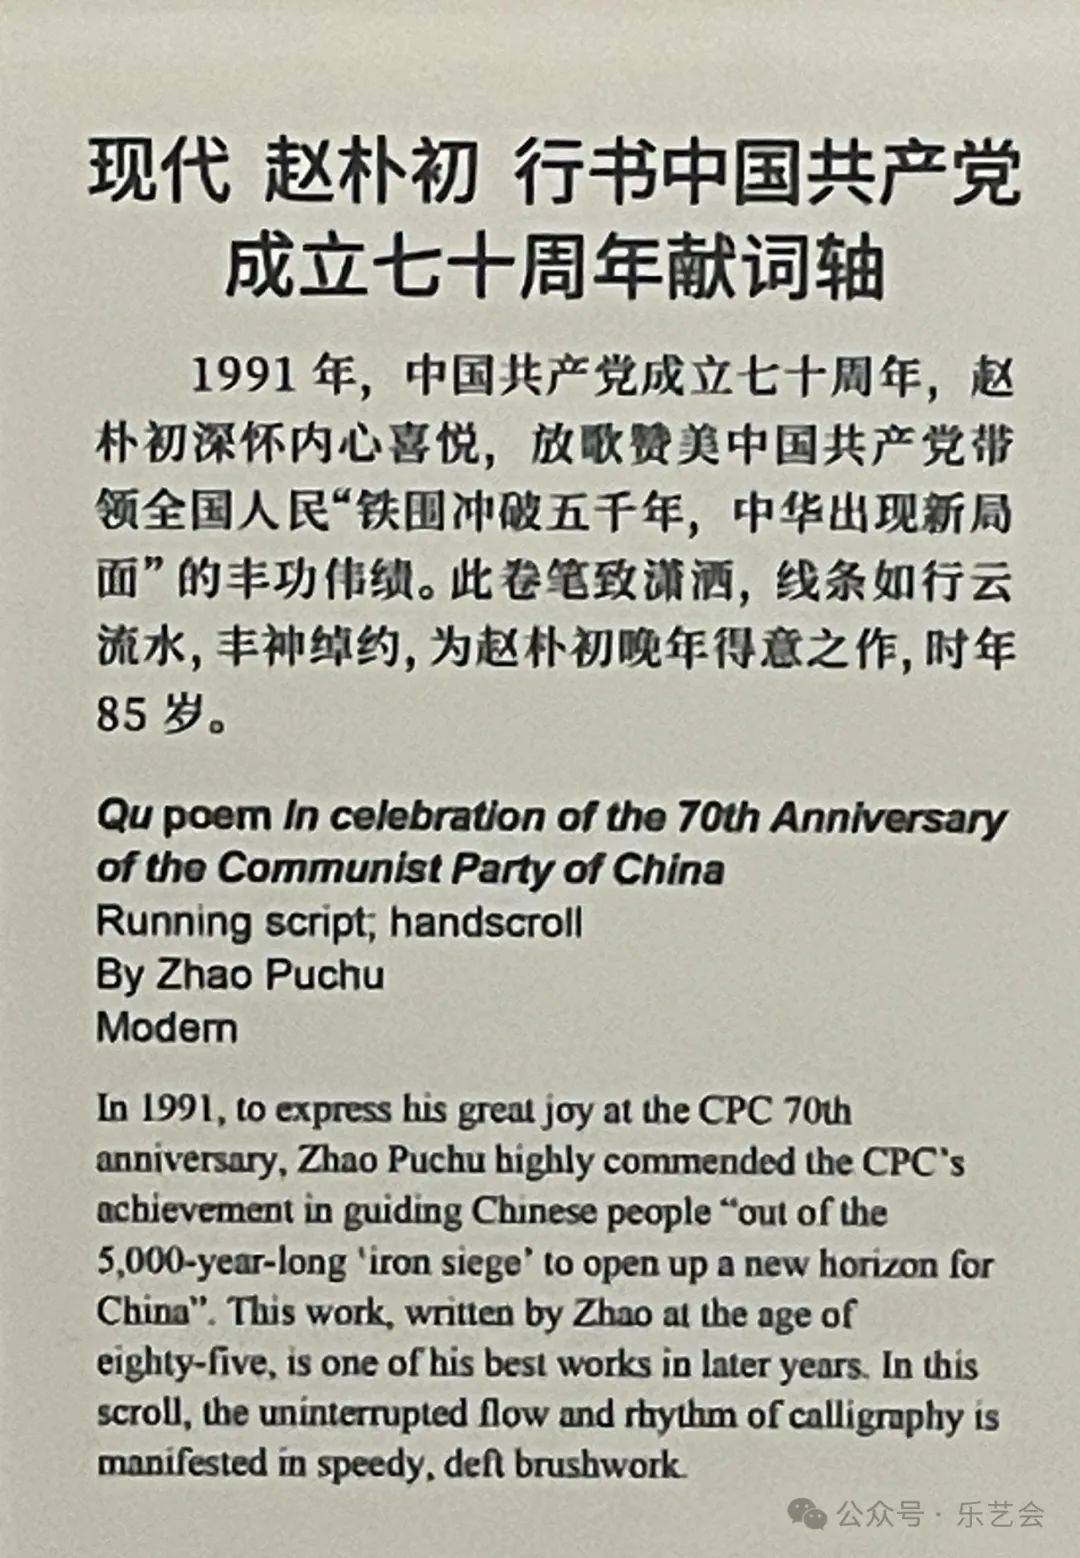 现代 赵朴初 行书中国共产党
成立七十周年献词轴
1991 年，中国共产党成立七十周年，赵
朴初深怀内心喜悦，放歌赞美中国共产党带
领全国人民“铁围冲破五千年，中华出现新局
面”的丰功伟绩。此卷笔致潇洒，线条如行云
流水，丰神绰约，为赵朴初晚年得意之作，时年
85 岁。
Qu poem In celebration of the 70th Anniversary
of the Communist Party of China
Running script; handscroll
By Zhao Puchu
Modern
In 1991, to express his great joy at the CPC 70th
anniversary, Zhao Puchu highly commended the CPC’s
achievement in guiding Chinese people “out of the
5,000-year-long ‘iron siege’ to open up a new horizon for
China”. This work, written by Zhao at the age of
eighty-five, is one of his best works in later years. In this
scroll, the uninterrupted flow and rhythm of calligraphy is
manifested in speedy, deft brushwork.
公众号 · 乐艺会